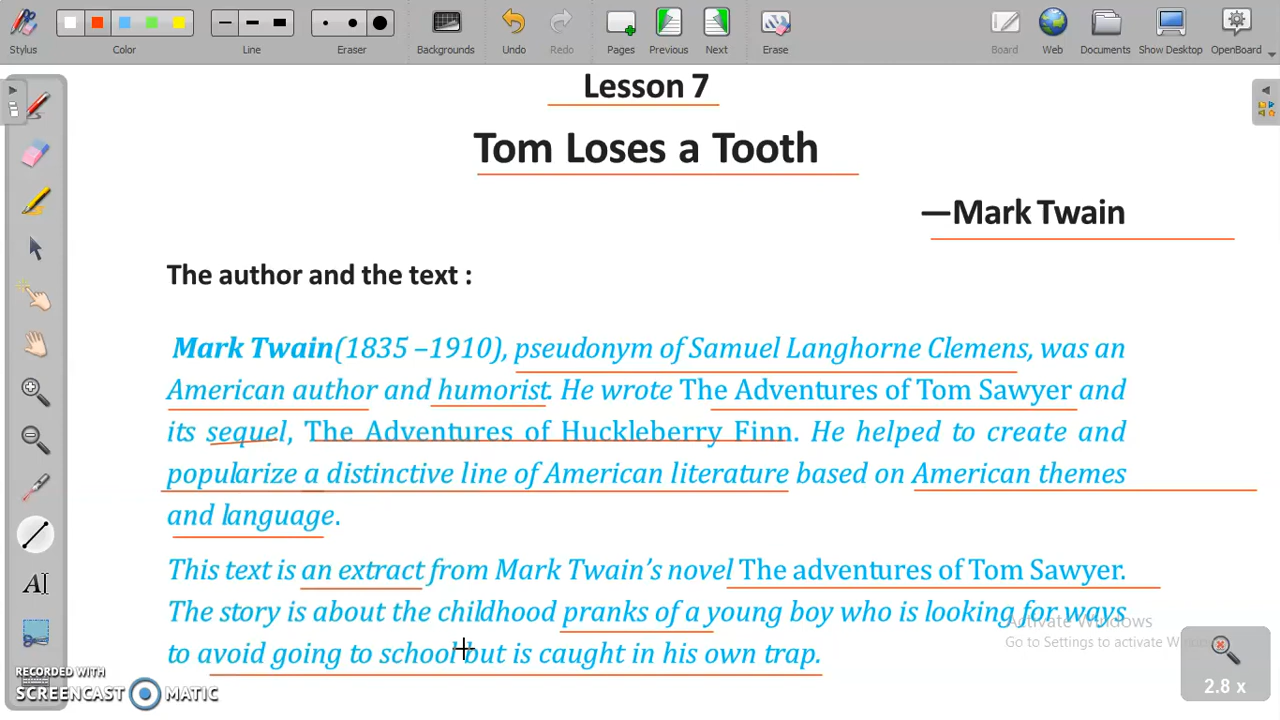 Stylus Color Line Eraser Backgrounds Undo Redo Pages Previous Next Erase Board Web Documents Show Desktop OpenBoard
Lesson 7
Tom Loses a Tooth
—Mark Twain
The author and the text :
Mark Twain(1835 –1910), pseudonym of Samuel Langhorne Clemens, was an
American author and humorist. He wrote The Adventures of Tom Sawyer and
its sequel, The Adventures of Huckleberry Finn. He helped to create and
popularize a distinctive line of American literature based on American themes
and language.
This text is an extract from Mark Twain’s novel The adventures of Tom Sawyer.
The story is about the childhood pranks of a young boy who is looking for ways
to avoid going to school but is caught in his own trap.
Activate Windows
Go to Settings to activate Windows.
2.8 x
RECORDED WITH
SCREENCAST MATIC